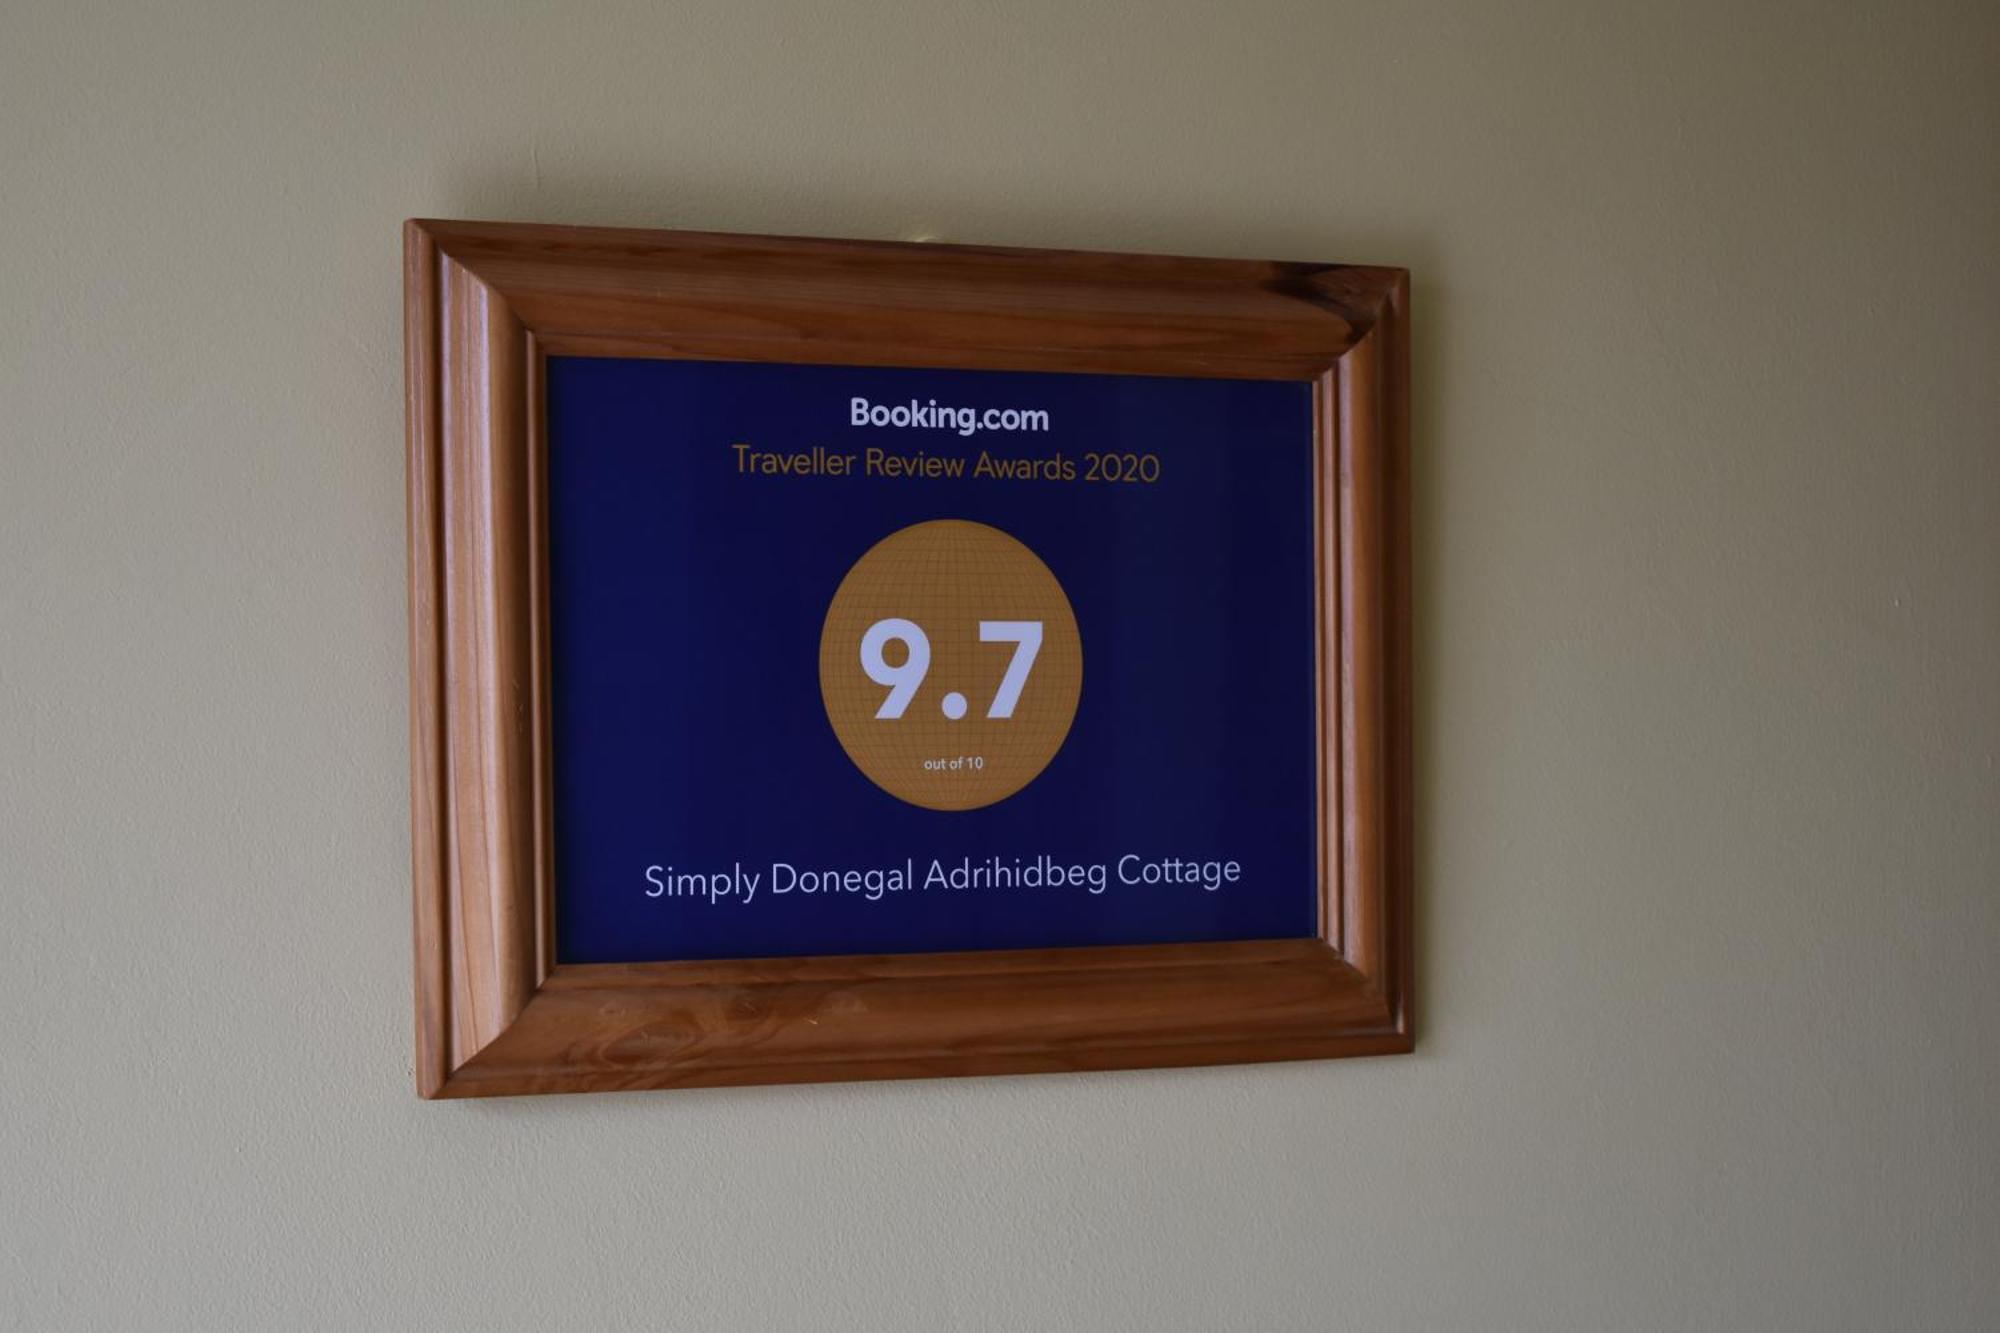 Booking.com
Traveller Review Awards 2020
9.7
out of 10
Simply Donegal Adrihidbeg Cottage